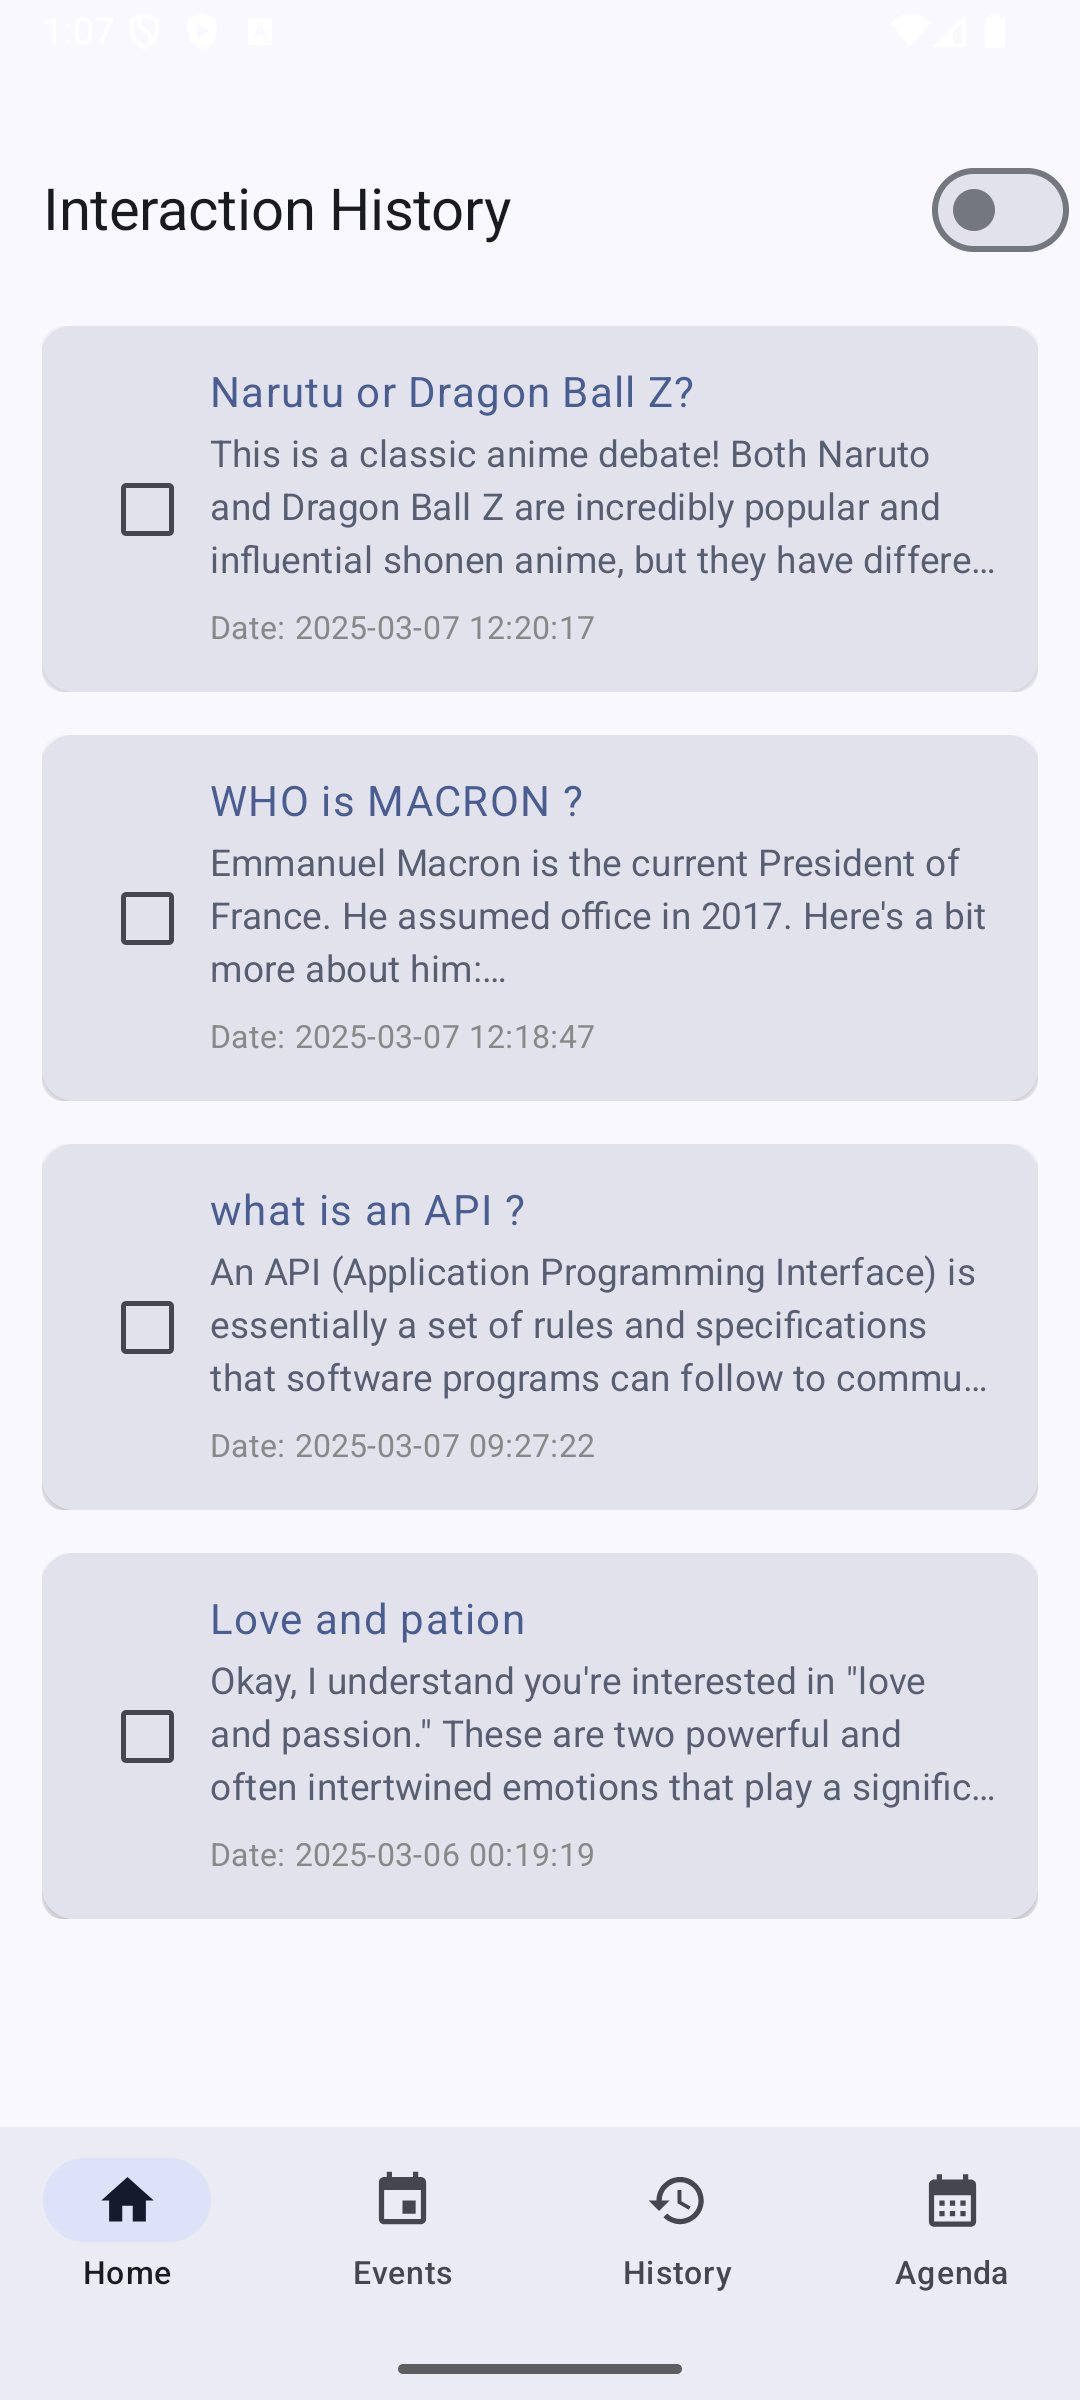 1:07
Interaction History
Narutu or Dragon Ball Z?
This is a classic anime debate! Both Naruto
and Dragon Ball Z are incredibly popular and
influential shonen anime, but they have differe…
Date: 2025-03-07 12:20:17
WHO is MACRON ?
Emmanuel Macron is the current President of
France. He assumed office in 2017. Here's a bit
more about him:…
Date: 2025-03-07 12:18:47
what is an API ?
An API (Application Programming Interface) is
essentially a set of rules and specifications
that software programs can follow to commu…
Date: 2025-03-07 09:27:22
Love and pation
Okay, I understand you're interested in "love
and passion." These are two powerful and
often intertwined emotions that play a signific…
Date: 2025-03-06 00:19:19
Home
Events
History
Agenda